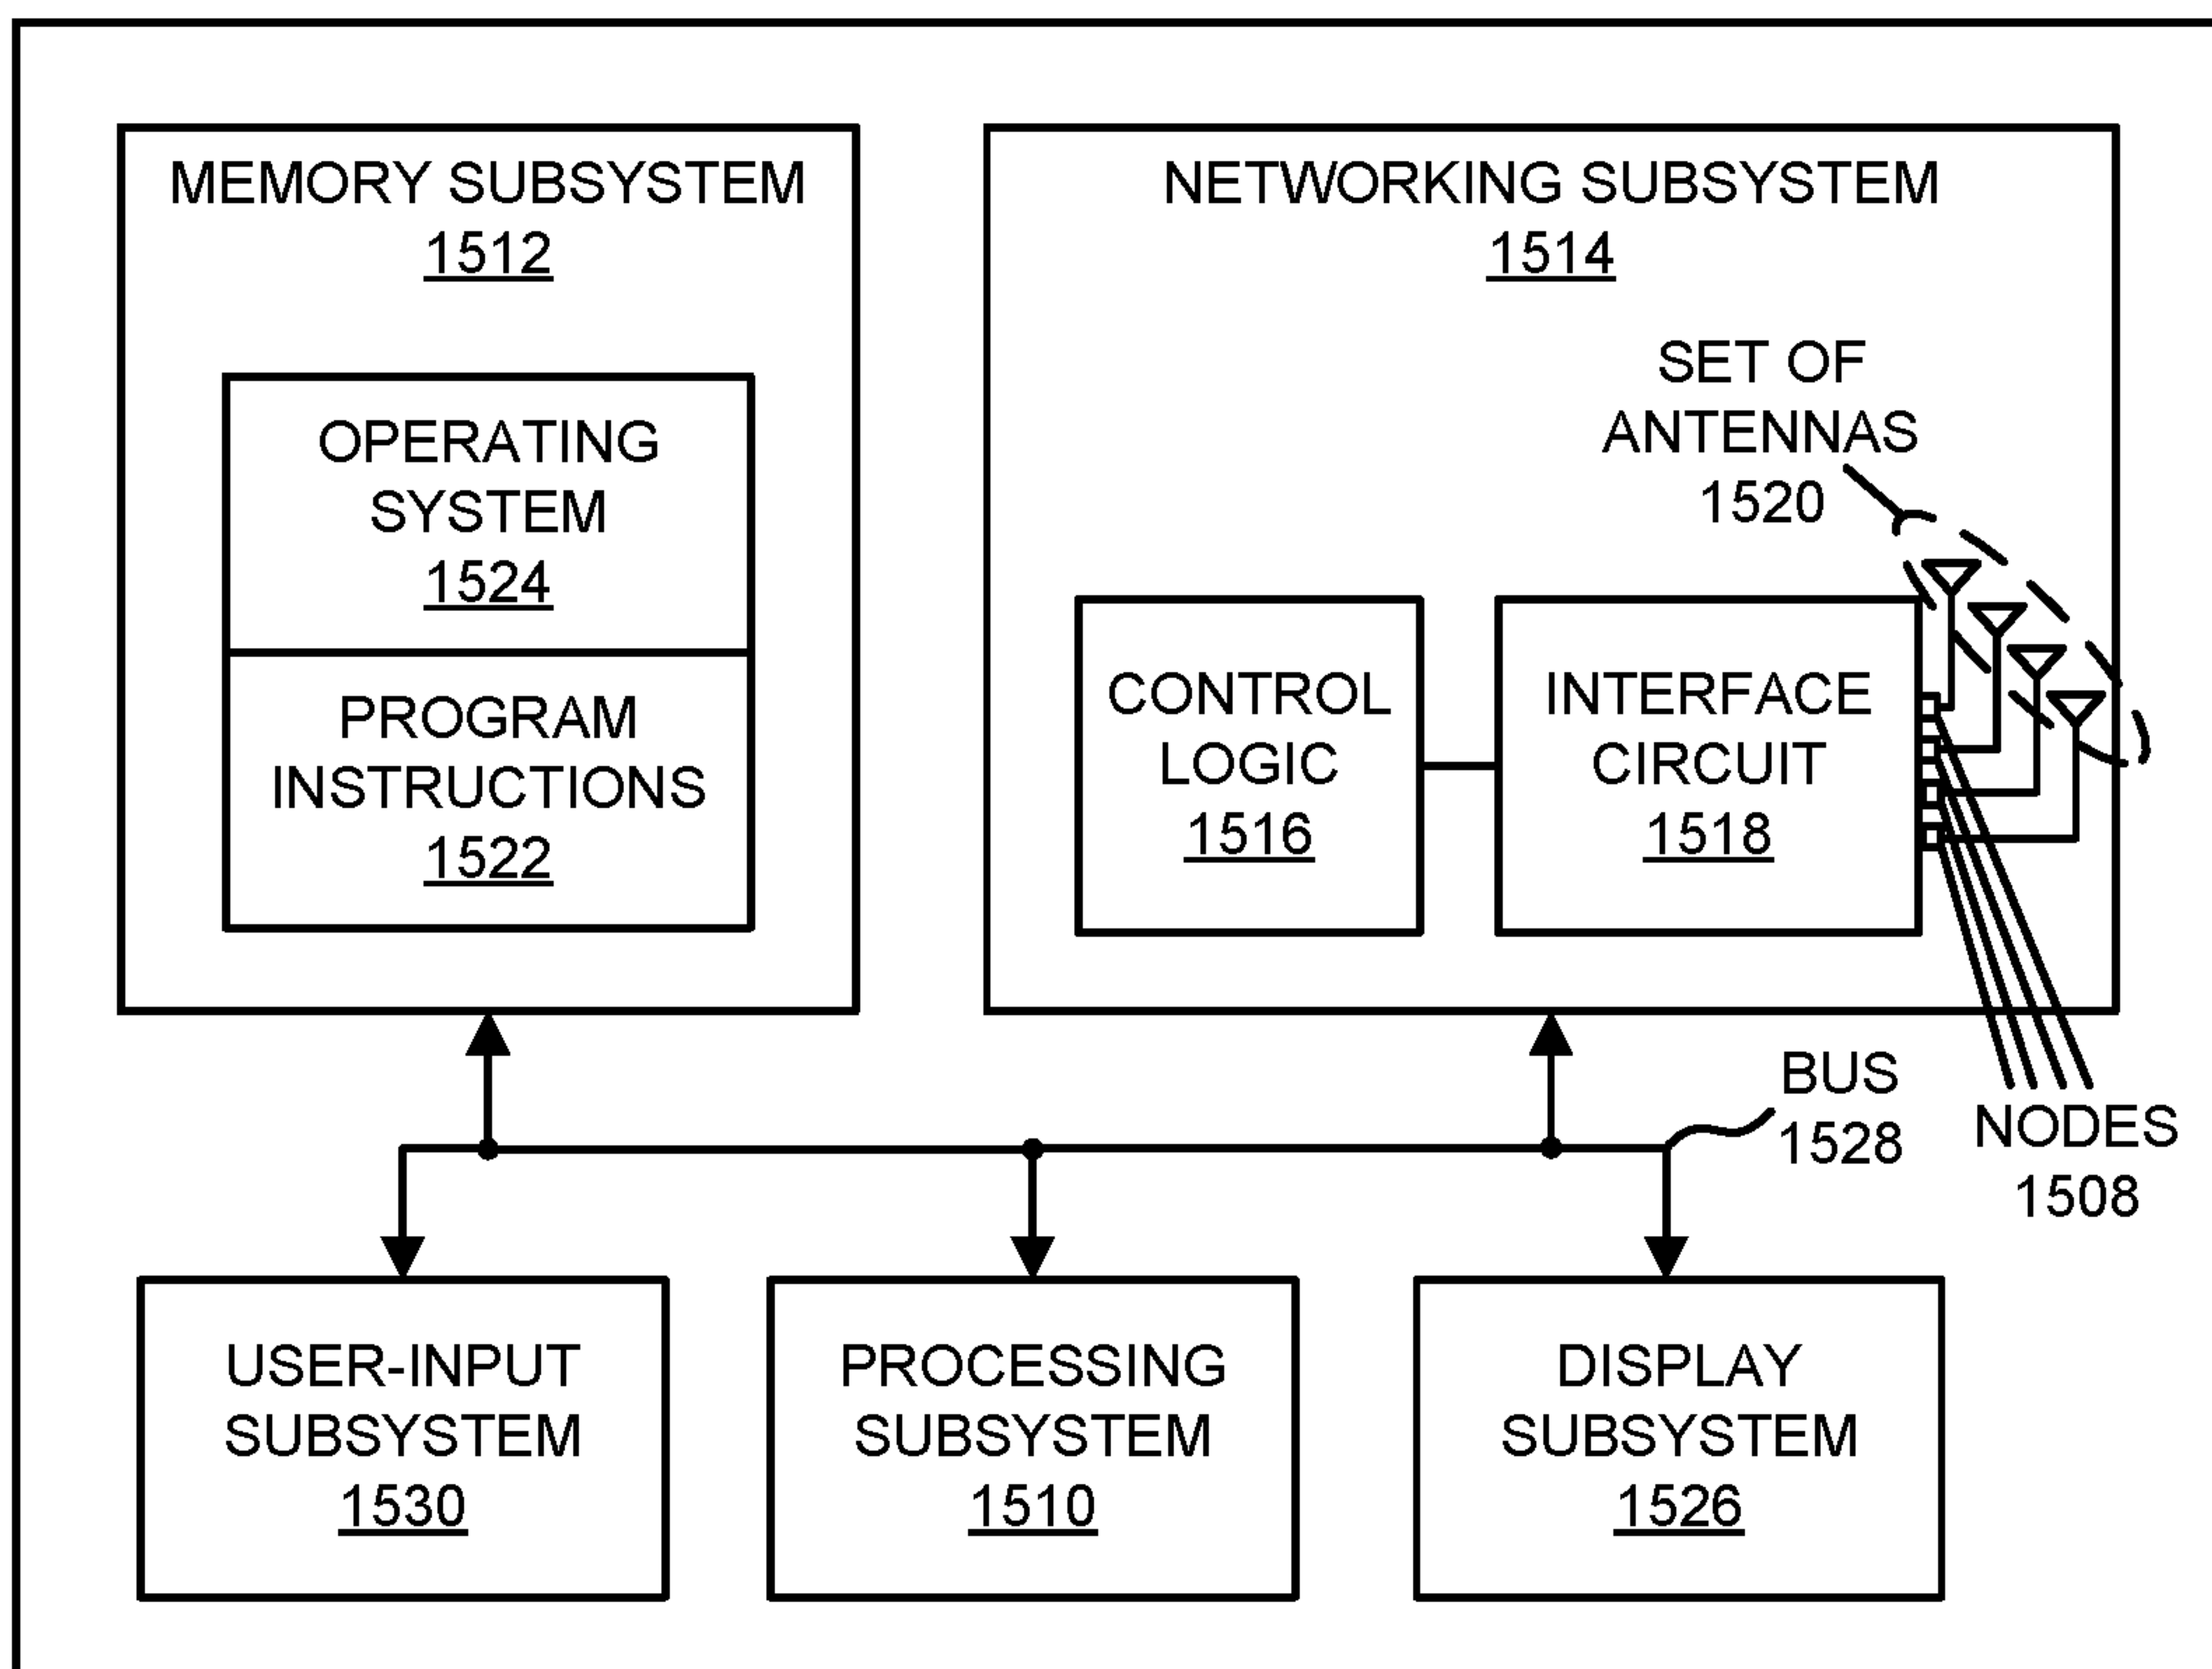 MEMORY SUBSYSTEM
1512
OPERATING
SYSTEM
1524
PROGRAM
INSTRUCTIONS
1522
NETWORKING SUBSYSTEM
1514
SET OF
ANTENNAS
1520
CONTROL
LOGIC
1516
INTERFACE
CIRCUIT
1518
BUS
1528
NODES
1508
USER-INPUT
SUBSYSTEM
1530
PROCESSING
SUBSYSTEM
1510
DISPLAY
SUBSYSTEM
1526